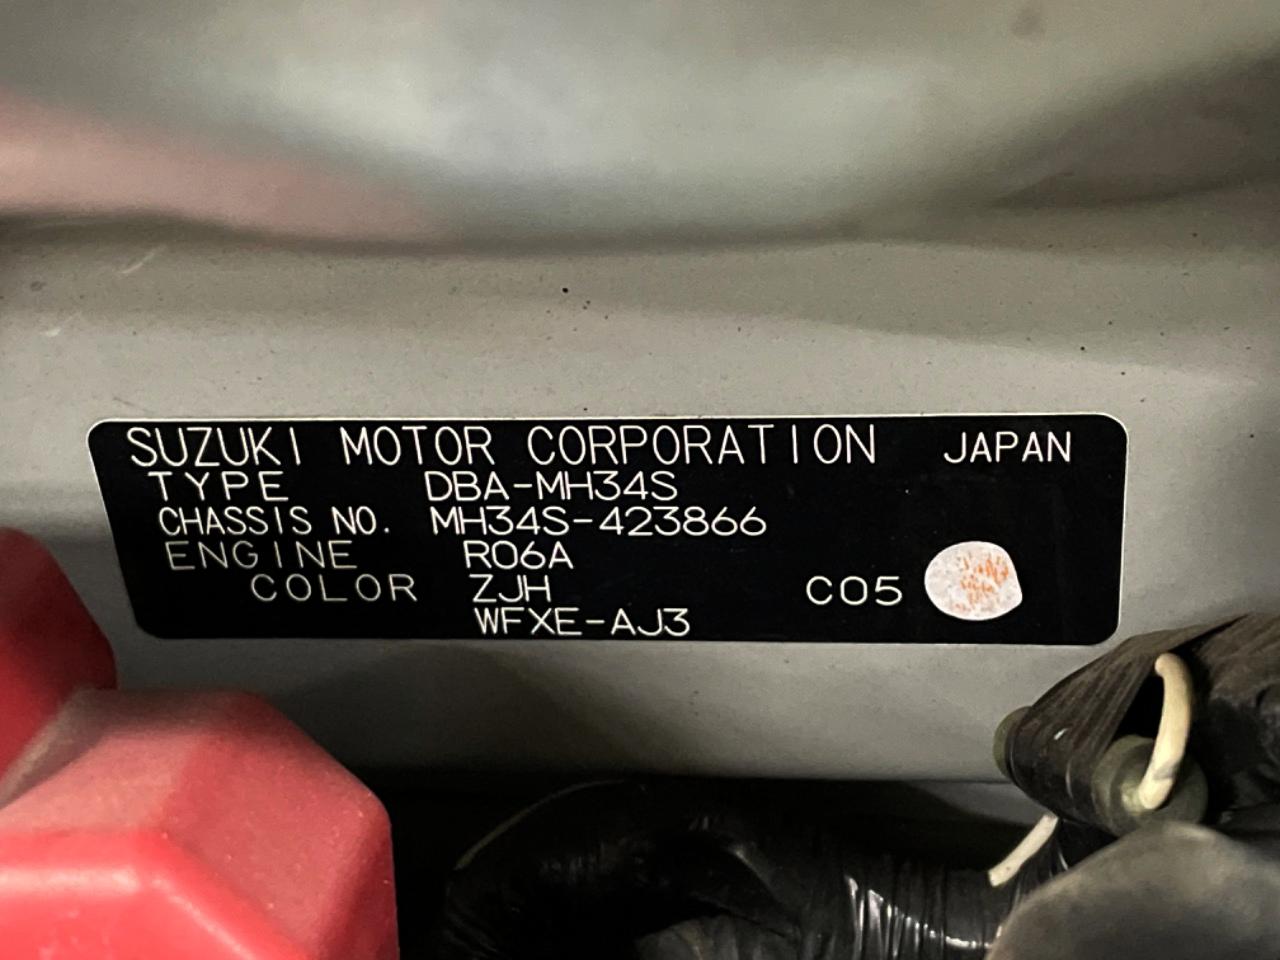 SUZUKI MOTOR CORPORATION JAPAN
TYPE DBA-MH34S
CHASSIS NO. MH34S-423866
ENGINE R06A
COLOR ZJH C05
WFXE-AJ3